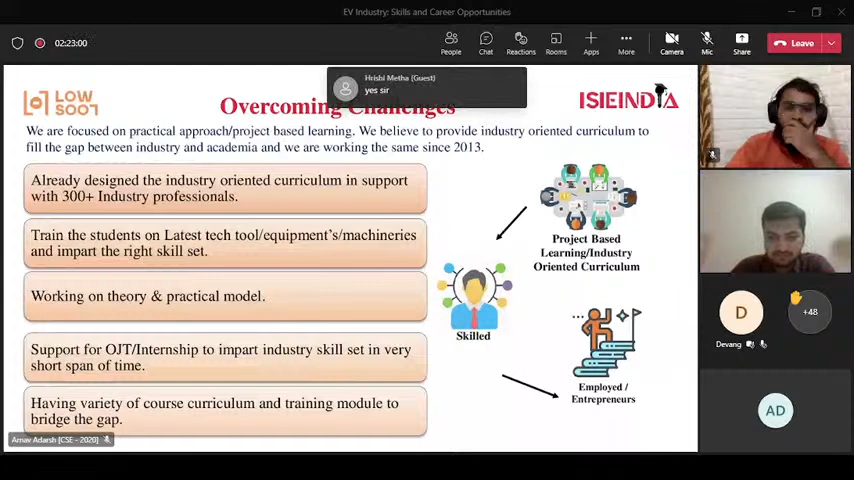 EV Industry: Skills and Career Opportunities
02:23:00
People
Chat
Reactions
Rooms
Apps
More
Camera
Mic
Share
Leave
Hrishi Metha (Guest)
yes sir
LOW
SOOT
Overcoming Challenges
ISIEINDIA
We are focused on practical approach/project based learning. We believe to provide industry oriented curriculum to
fill the gap between industry and academia and we are working the same since 2013.
Already designed the industry oriented curriculum in support
with 300+ Industry professionals.
Train the students on Latest tech tool/equipment's/machineries
and impart the right skill set.
Working on theory & practical model.
Support for OJT/Internship to impart industry skill set in very
short span of time.
Having variety of course curriculum and training module to
bridge the gap.
Project Based
Learning/Industry
Oriented Curriculum
Skilled
Employed /
Entrepreneurs
Arnav Adarsh [CSE - 2020]
D
Devang
+48
AD